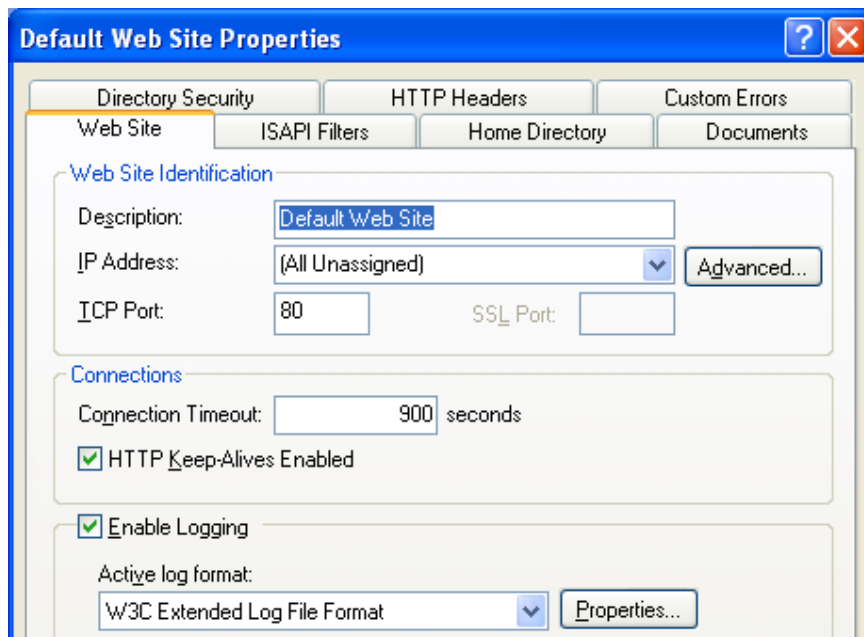 Default Web Site Properties
Directory Security HTTP Headers Custom Errors
Web Site ISAPI Filters Home Directory Documents
Web Site Identification
Description: Default Web Site
IP Address: (All Unassigned) Advanced...
TCP Port: 80 SSL Port:
Connections
Connection Timeout: 900 seconds
HTTP Keep-Alives Enabled
Enable Logging
Active log format:
W3C Extended Log File Format Properties...